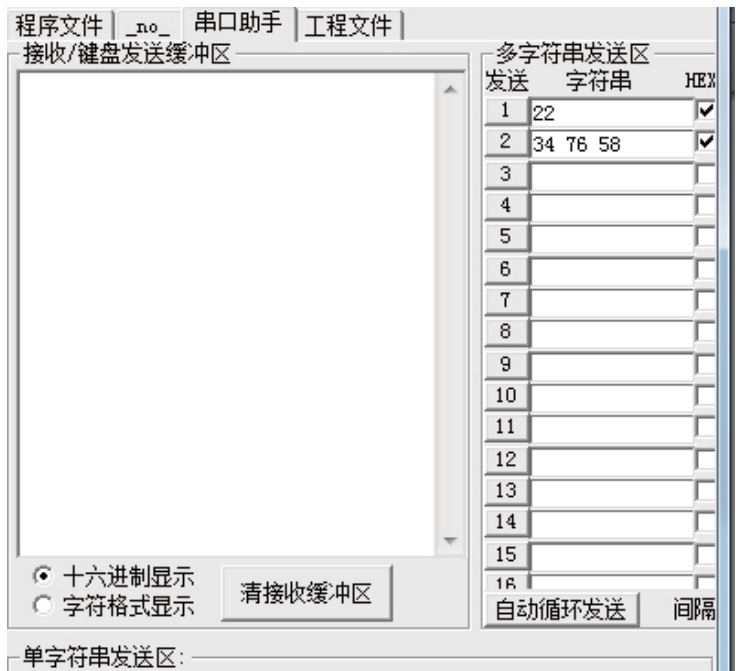 程序文件 _no_ 串口助手 工程文件
接收/键盘发送缓冲区
多字符串发送区
发送 字符串 HEX
1 22
2 34 76 58
3
4
5
6
7
8
9
10
11
12
13
14
15
16
十六进制显示
字符格式显示
清接收缓冲区
自动循环发送 间隔
单字符串发送区: